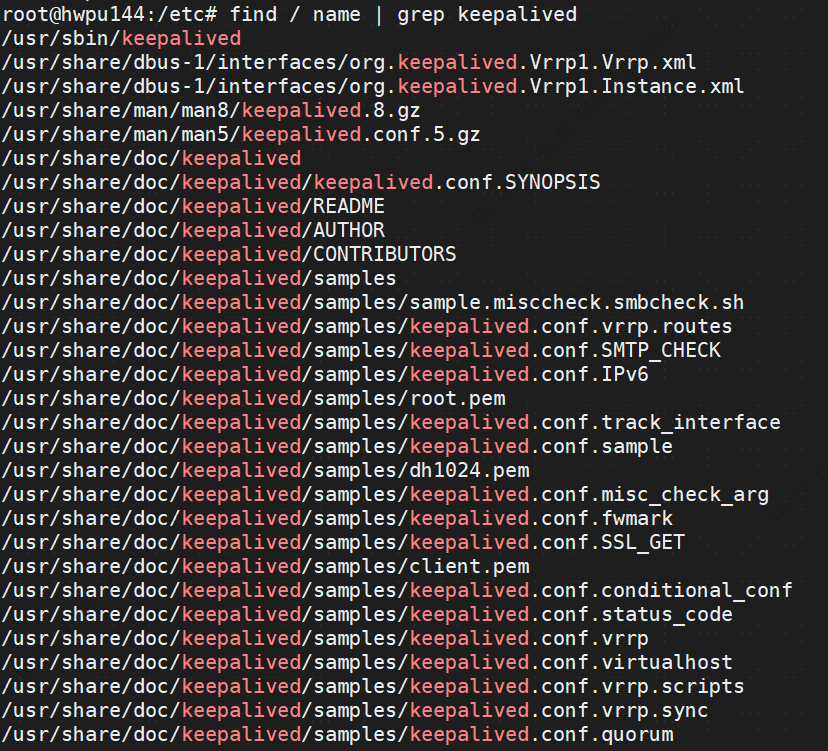 root@hwpu144:/etc# find / name | grep keepalived
/usr/sbin/keepalived
/usr/share/dbus-1/interfaces/org.keepalived.Vrrp1.Vrrp.xml
/usr/share/dbus-1/interfaces/org.keepalived.Vrrp1.Instance.xml
/usr/share/man/man8/keepalived.8.gz
/usr/share/man/man5/keepalived.conf.5.gz
/usr/share/doc/keepalived
/usr/share/doc/keepalived/keepalived.conf.SYNOPSIS
/usr/share/doc/keepalived/README
/usr/share/doc/keepalived/AUTHOR
/usr/share/doc/keepalived/CONTRIBUTORS
/usr/share/doc/keepalived/samples
/usr/share/doc/keepalived/samples/sample.misccheck.smbcheck.sh
/usr/share/doc/keepalived/samples/keepalived.conf.vrrp.routes
/usr/share/doc/keepalived/samples/keepalived.conf.SMTP_CHECK
/usr/share/doc/keepalived/samples/keepalived.conf.IPv6
/usr/share/doc/keepalived/samples/root.pem
/usr/share/doc/keepalived/samples/keepalived.conf.track_interface
/usr/share/doc/keepalived/samples/keepalived.conf.sample
/usr/share/doc/keepalived/samples/dh1024.pem
/usr/share/doc/keepalived/samples/keepalived.conf.misc_check_arg
/usr/share/doc/keepalived/samples/keepalived.conf.fwmark
/usr/share/doc/keepalived/samples/keepalived.conf.SSL_GET
/usr/share/doc/keepalived/samples/client.pem
/usr/share/doc/keepalived/samples/keepalived.conf.conditional_conf
/usr/share/doc/keepalived/samples/keepalived.conf.status_code
/usr/share/doc/keepalived/samples/keepalived.conf.vrrp
/usr/share/doc/keepalived/samples/keepalived.conf.virtualhost
/usr/share/doc/keepalived/samples/keepalived.conf.vrrp.scripts
/usr/share/doc/keepalived/samples/keepalived.conf.vrrp.sync
/usr/share/doc/keepalived/samples/keepalived.conf.quorum